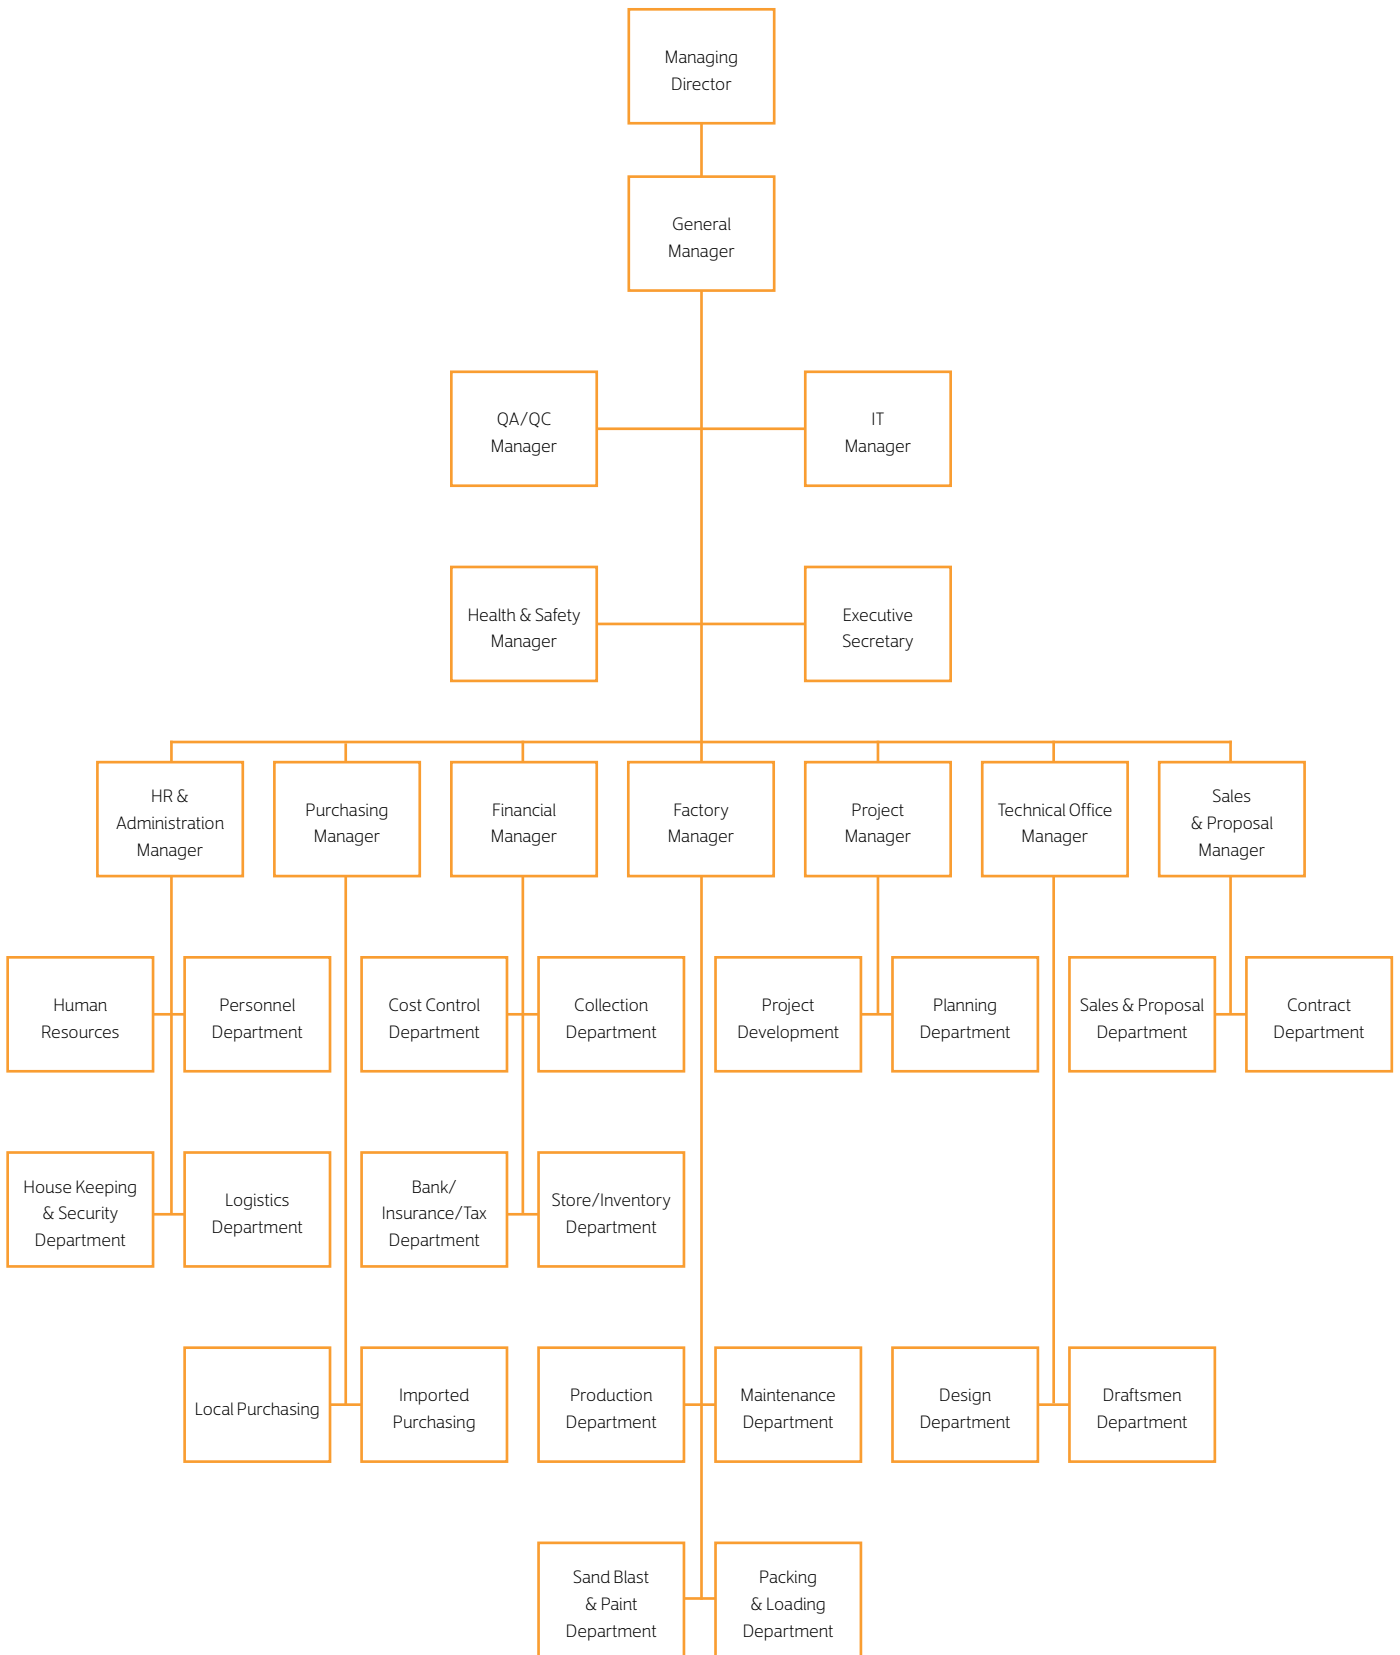 Managing
Director
General
Manager
QA/QC
Manager
IT
Manager
Health & Safety
Manager
Executive
Secretary
HR &
Administration
Manager
Purchasing
Manager
Financial
Manager
Factory
Manager
Project
Manager
Technical Office
Manager
Sales
& Proposal
Manager
Human
Resources
Personnel
Department
Cost Control
Department
Collection
Department
Project
Development
Planning
Department
Sales & Proposal
Department
Contract
Department
House Keeping
& Security
Department
Logistics
Department
Bank/
Insurance/Tax
Department
Store/Inventory
Department
Local Purchasing
Imported
Purchasing
Production
Department
Maintenance
Department
Design
Department
Draftsmen
Department
Sand Blast
& Paint
Department
Packing
& Loading
Department